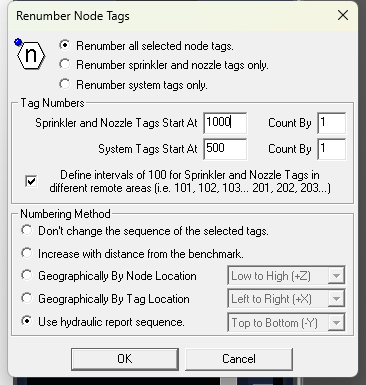 Renumber Node Tags
n
Renumber all selected node tags.
Renumber sprinkler and nozzle tags only.
Renumber system tags only.
Tag Numbers
Sprinkler and Nozzle Tags Start At 1000 Count By 1
System Tags Start At 500 Count By 1
Define intervals of 100 for Sprinkler and Nozzle Tags in
different remote areas (i.e. 101, 102, 103... 201, 202, 203...)
Numbering Method
Don't change the sequence of the selected tags.
Increase with distance from the benchmark.
Geographically By Node Location Low to High (+Z)
Geographically By Tag Location Left to Right (+X)
Use hydraulic report sequence. Top to Bottom (-Y)
OK Cancel